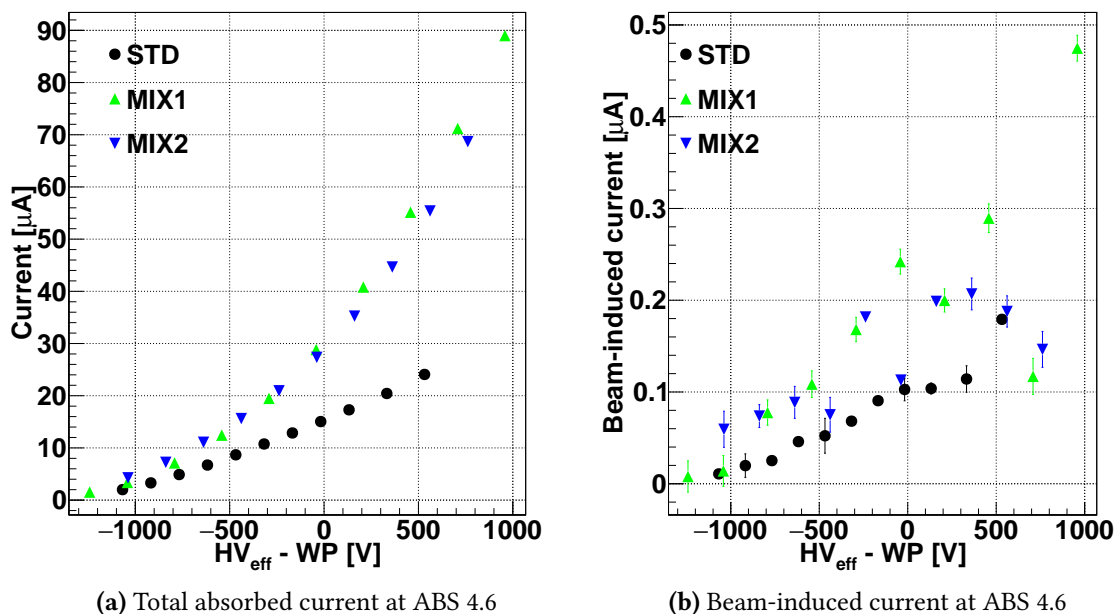 Current [μA]
90
80
70
60
50
40
30
20
10
0
STD
MIX1
MIX2
−1000 −500 0 500 1000
HVeff - WP [V]
(a) Total absorbed current at ABS 4.6
Beam-induced current [μA]
0.5
0.4
0.3
0.2
0.1
0
STD
MIX1
MIX2
−1000 −500 0 500 1000
HVeff - WP [V]
(b) Beam-induced current at ABS 4.6